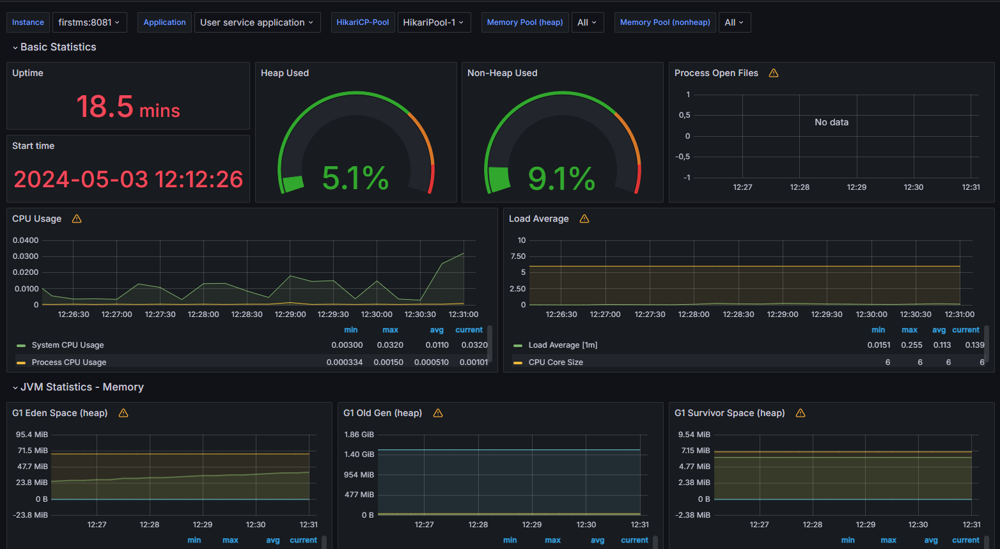 Instance firstms:8081 Application User service application HikariCP-Pool HikariPool-1 Memory Pool (heap) All Memory Pool (nonheap) All
Basic Statistics
Uptime
18.5 mins
Start time
2024-05-03 12:12:26
Heap Used
5.1%
Non-Heap Used
9.1%
Process Open Files
1
0,5
0
-0,5
-1
No data
12:27 12:28 12:29 12:30 12:31
CPU Usage
0.0400
0.0300
0.0200
0.0100
0
12:26:30 12:27:00 12:27:30 12:28:00 12:28:30 12:29:00 12:29:30 12:30:00 12:30:30 12:31:00
min max avg current
System CPU Usage 0.00300 0.0320 0.0110 0.0320
Process CPU Usage 0.000334 0.00150 0.000510 0.00101
Load Average
10
7.50
5
2.50
0
12:26:30 12:27:00 12:27:30 12:28:00 12:28:30 12:29:00 12:29:30 12:30:00 12:30:30 12:31:00
min max avg current
Load Average [1m] 0.0151 0.255 0.113 0.139
CPU Core Size 6 6 6 6
JVM Statistics - Memory
G1 Eden Space (heap)
95.4 MiB
71.5 MiB
47.7 MiB
23.8 MiB
0 B
-23.8 MiB
12:27 12:28 12:29 12:30 12:31
min max avg current
G1 Old Gen (heap)
1.86 GiB
1.40 GiB
954 MiB
477 MiB
0 B
12:27 12:28 12:29 12:30 12:31
min max avg current
G1 Survivor Space (heap)
9.54 MiB
7.15 MiB
4.77 MiB
2.38 MiB
0 B
-2.38 MiB
12:27 12:28 12:29 12:30 12:31
min max avg current